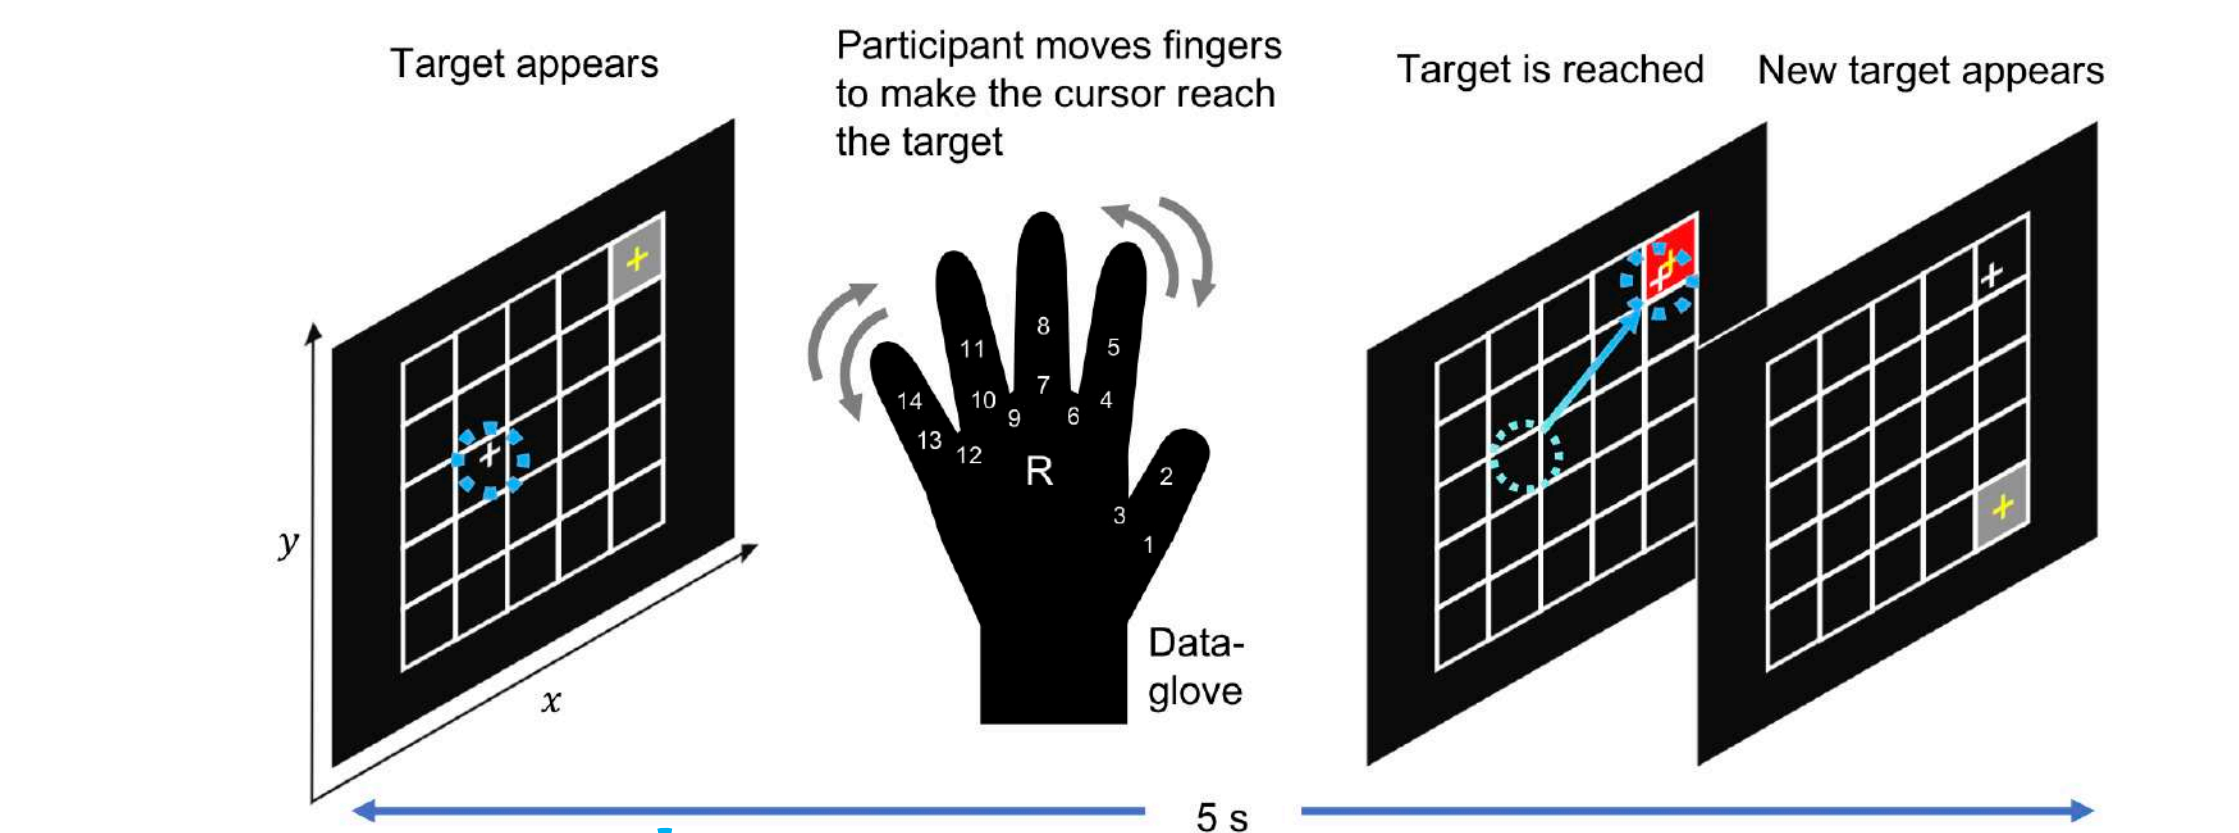 Target appears
Participant moves fingers
to make the cursor reach
the target
Target is reached
New target appears
8
11
5
7
14
10
4
9
6
13
12
R
2
3
1
y
x
Data-
glove
5 s